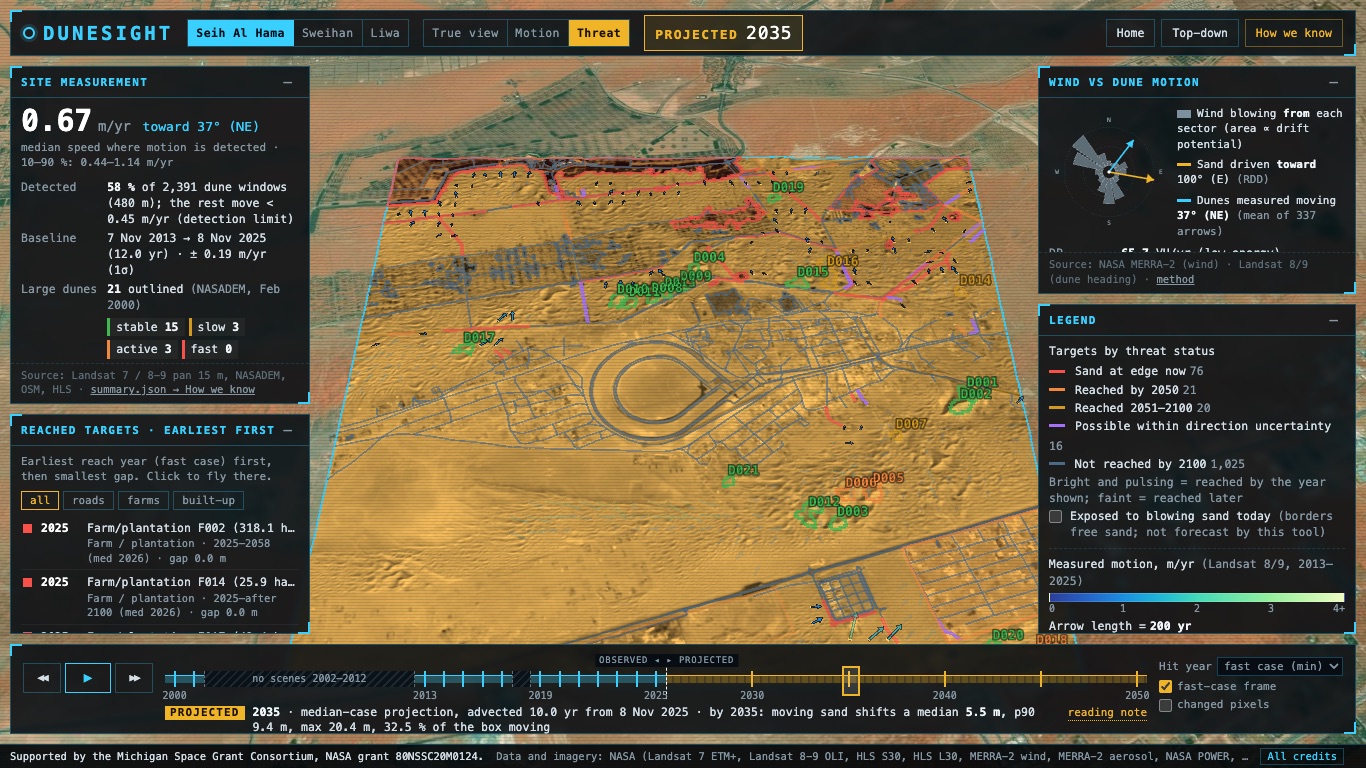 DUNESIGHT
Seih Al Hama Sweihan Liwa
True view Motion Threat
PROJECTED 2035
Home Top-down How we know
SITE MEASUREMENT —
0.67 m/yr toward 37° (NE)
median speed where motion is detected ·
10–90 %: 0.44–1.14 m/yr
Detected 58 % of 2,391 dune windows
(480 m); the rest move <
0.45 m/yr (detection limit)
Baseline 7 Nov 2013 → 8 Nov 2025
(12.0 yr) · ± 0.19 m/yr
(1σ)
Large dunes 21 outlined (NASADEM, Feb
2000)
stable 15 slow 3
active 3 fast 0
Source: Landsat 7 / 8–9 pan 15 m, NASADEM,
OSM, HLS · summary.json → How we know
REACHED TARGETS · EARLIEST FIRST —
Earliest reach year (fast case) first,
then smallest gap. Click to fly there.
all roads farms built-up
2025 Farm/plantation F002 (318.1 h…
Farm / plantation · 2025–2058
(med 2026) · gap 0.0 m
2025 Farm/plantation F014 (25.9 ha…
Farm / plantation · 2025–after
2100 (med 2026) · gap 0.0 m
D019
D004
D016
D009
D015
D014
D008
D011
D017
D001
D002
D007
D021
D005
D006
D012
D003
D020
D018
WIND VS DUNE MOTION —
N
W
E
S
Wind blowing from each
sector (area ∝ drift
potential)
Sand driven toward
100° (E) (RDD)
Dunes measured moving
37° (NE) (mean of 337
arrows)
Source: NASA MERRA-2 (wind) · Landsat 8/9
(dune heading) · method
LEGEND —
Targets by threat status
Sand at edge now 76
Reached by 2050 21
Reached 2051–2100 20
Possible within direction uncertainty
16
Not reached by 2100 1,025
Bright and pulsing = reached by the year
shown; faint = reached later
Exposed to blowing sand today (borders
free sand; not forecast by this tool)
Measured motion, m/yr (Landsat 8/9, 2013–
2025)
0 1 2 3 4+
Arrow length = 200 yr
OBSERVED ◂ ▸ PROJECTED
no scenes 2002–2012
2000 2013 2019 2025 2030 2040 2050
PROJECTED 2035 · median-case projection, advected 10.0 yr from 8 Nov 2025 · by 2035: moving sand shifts a median 5.5 m, p90
9.4 m, max 20.4 m, 32.5 % of the box moving
reading note
Hit year fast case (min)
fast-case frame
changed pixels
Supported by the Michigan Space Grant Consortium, NASA grant 80NSSC20M0124. Data and imagery: NASA (Landsat 7 ETM+, Landsat 8–9 OLI, HLS S30, HLS L30, MERRA-2 wind, MERRA-2 aerosol, NASA POWER, …
All credits